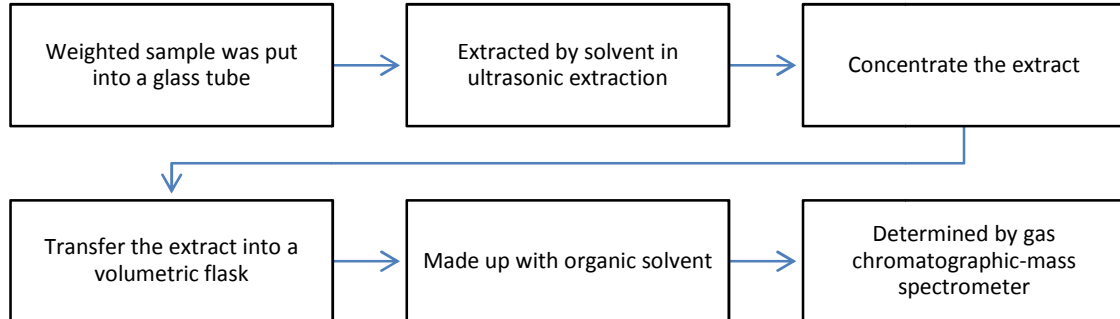 Weighted sample was put
into a glass tube
Extracted by solvent in
ultrasonic extraction
Concentrate the extract
Transfer the extract into a
volumetric flask
Made up with organic solvent
Determined by gas
chromatographic-mass
spectrometer